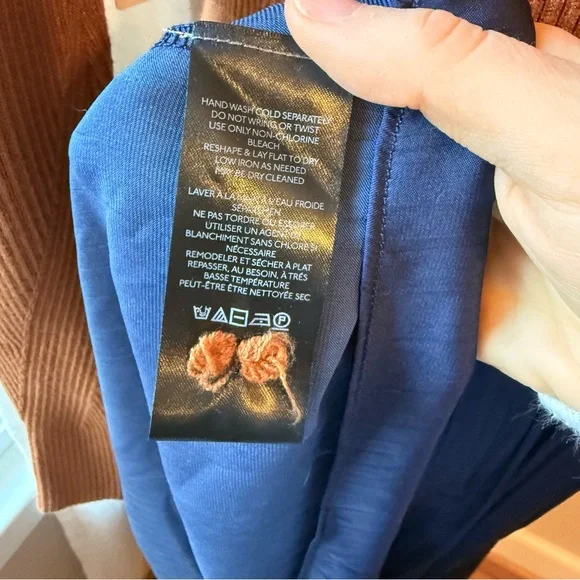 HAND WASH COLD SEPARATELY
DO NOT WRING OR TWIST
USE ONLY NON-CHLORINE
BLEACH
RESHAPE & LAY FLAT TO DRY
LOW IRON AS NEEDED
MAY BE DRY CLEANED
LAVER À LA MAIN À L'EAU FROIDE
NE PAS TORDRE OU ESSORER
UTILISER UN AGENT DE
BLANCHIMENT SANS CHLORE SI
NÉCESSAIRE
REMODELER ET SÉCHER À PLAT
REPASSER, AU BESOIN, À TRÈS
BASSE TEMPÉRATURE
PEUT-ÊTRE ÊTRE NETTOYÉE SEC
P